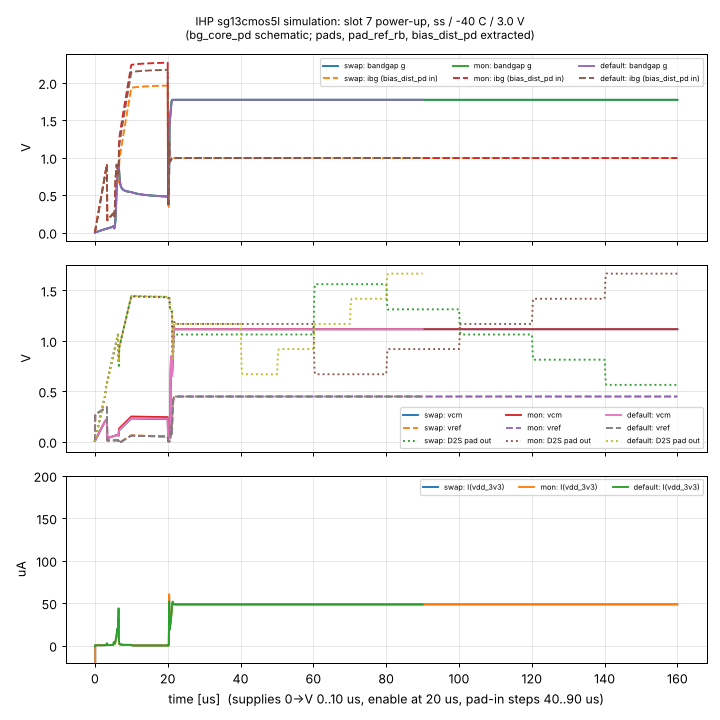 IHP sg13cmos5l simulation: slot 7 power-up, ss / -40 C / 3.0 V
(bg_core_pd schematic; pads, pad_ref_rb, bias_dist_pd extracted)
swap: bandgap g
mon: bandgap g
default: bandgap g
swap: ibg (bias_dist_pd in)
mon: ibg (bias_dist_pd in)
default: ibg (bias_dist_pd in)
2.0
1.5
1.0
0.5
0.0
V
1.5
1.0
0.5
0.0
V
swap: vcm
mon: vcm
default: vcm
swap: vref
mon: vref
default: vref
swap: D2S pad out
mon: D2S pad out
default: D2S pad out
swap: I(vdd_3v3)
mon: I(vdd_3v3)
default: I(vdd_3v3)
200
150
100
50
0
uA
0 20 40 60 80 100 120 140 160
time [us] (supplies 0→V 0..10 us, enable at 20 us, pad-in steps 40..90 us)